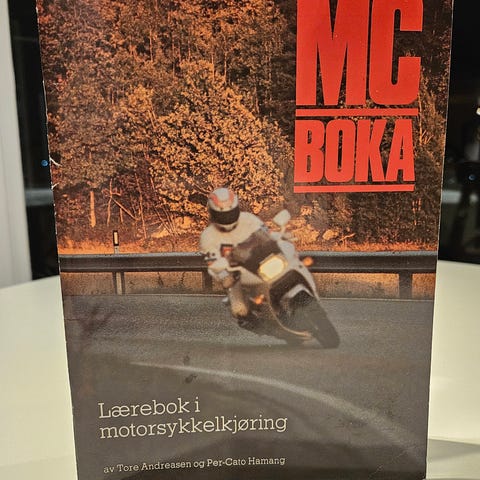 MC
BOKA
Lærebok i
motorsykkelkjøring
av Tore Andreasen og Per-Cato Hamang